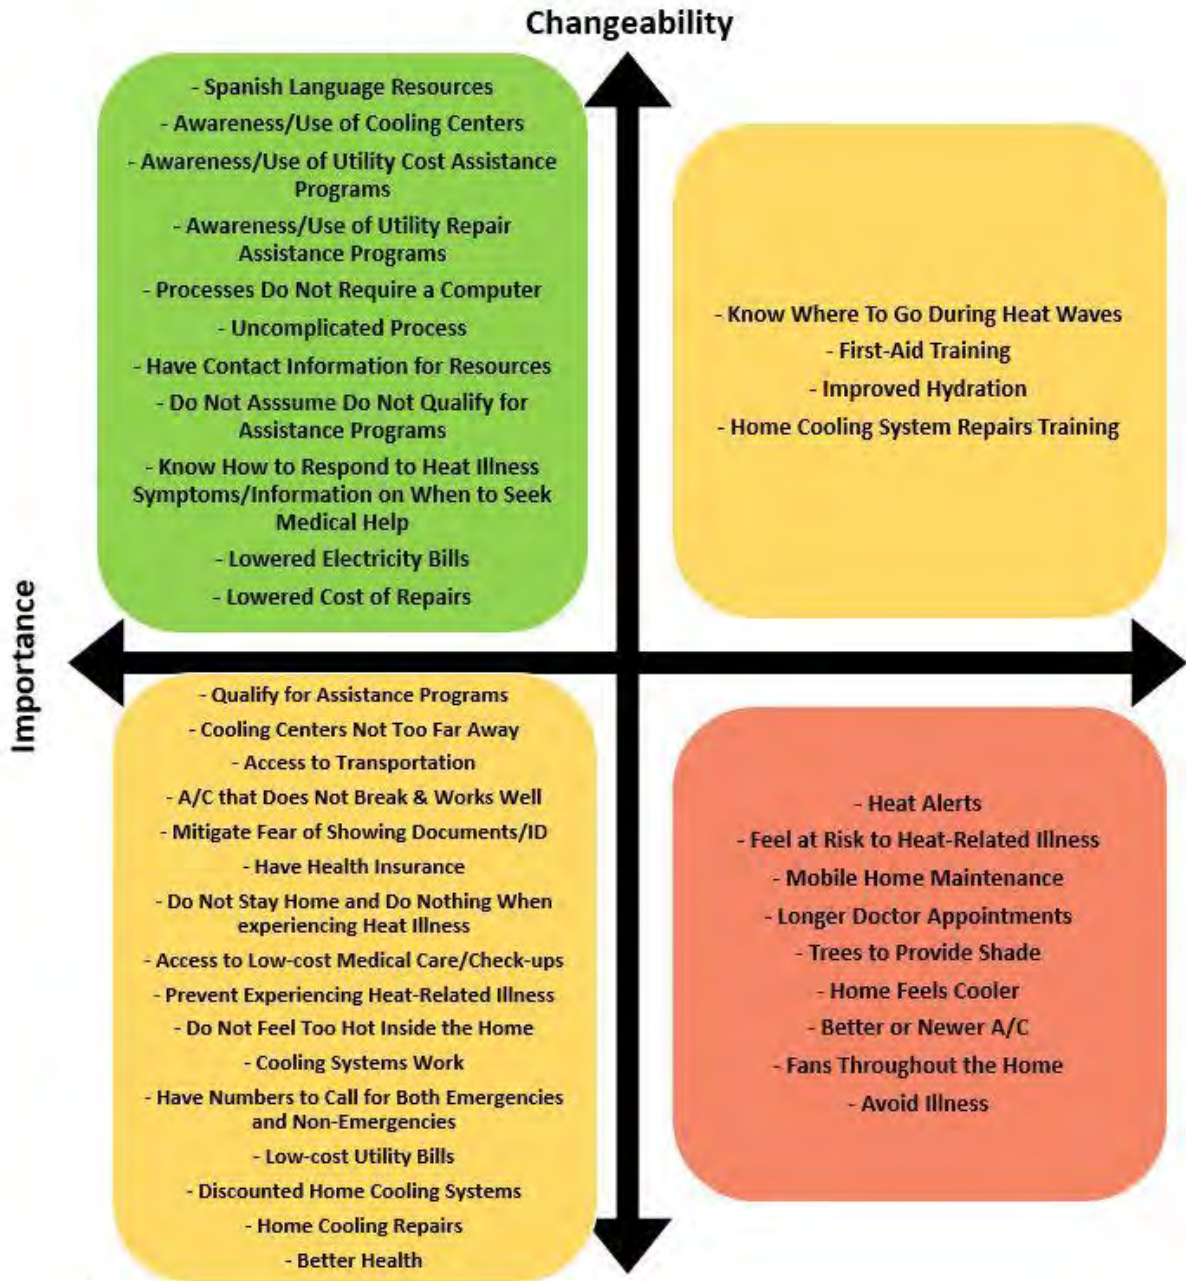 Changeability
- Spanish Language Resources
- Awareness/Use of Cooling Centers
- Awareness/Use of Utility Cost Assistance
Programs
- Awareness/Use of Utility Repair
Assistance Programs
- Processes Do Not Require a Computer
- Uncomplicated Process
- Have Contact Information for Resources
- Do Not Asssume Do Not Qualify for
Assistance Programs
- Know How to Respond to Heat Illness
Symptoms/Information on When to Seek
Medical Help
- Lowered Electricity Bills
- Lowered Cost of Repairs
- Know Where To Go During Heat Waves
- First-Aid Training
- Improved Hydration
- Home Cooling System Repairs Training
Importance
- Qualify for Assistance Programs
- Cooling Centers Not Too Far Away
- Access to Transportation
- A/C that Does Not Break & Works Well
- Mitigate Fear of Showing Documents/ID
- Have Health Insurance
- Do Not Stay Home and Do Nothing When
experiencing Heat Illness
- Access to Low-cost Medical Care/Check-ups
- Prevent Experiencing Heat-Related Illness
- Do Not Feel Too Hot Inside the Home
- Cooling Systems Work
- Have Numbers to Call for Both Emergencies
and Non-Emergencies
- Low-cost Utility Bills
- Discounted Home Cooling Systems
- Home Cooling Repairs
- Better Health
- Heat Alerts
- Feel at Risk to Heat-Related Illness
- Mobile Home Maintenance
- Longer Doctor Appointments
- Trees to Provide Shade
- Home Feels Cooler
- Better or Newer A/C
- Fans Throughout the Home
- Avoid Illness